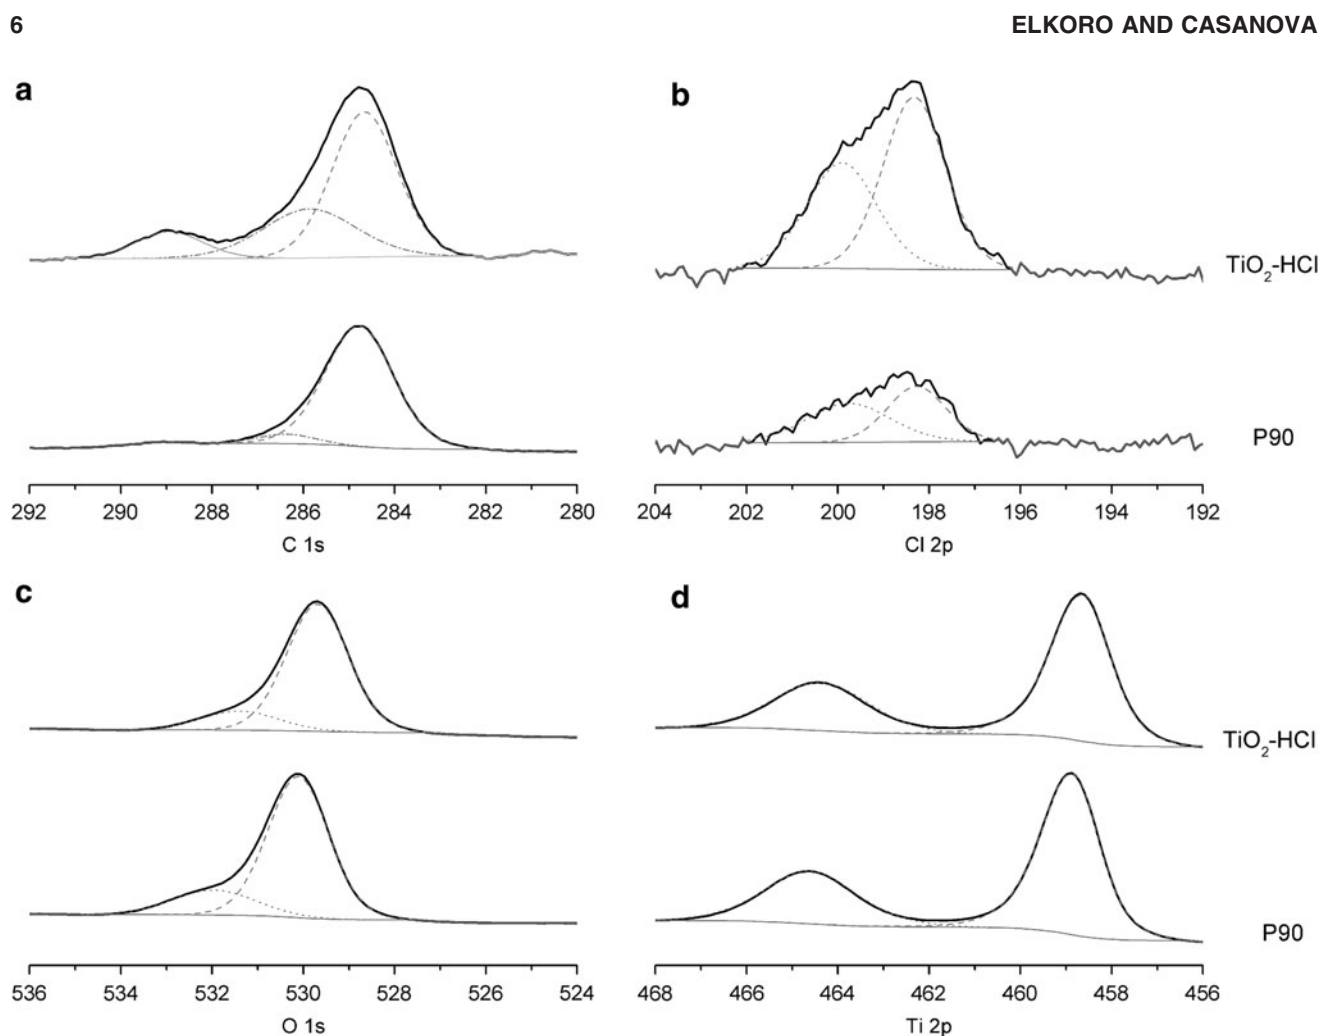 6 ELKORO AND CASANOVA
a b
TiO₂-HCl
P90
292 290 288 286 284 282 280 204 202 200 198 196 194 192
C 1s Cl 2p
c d
TiO₂-HCl
P90
536 534 532 530 528 526 524 468 466 464 462 460 458 456
O 1s Ti 2p